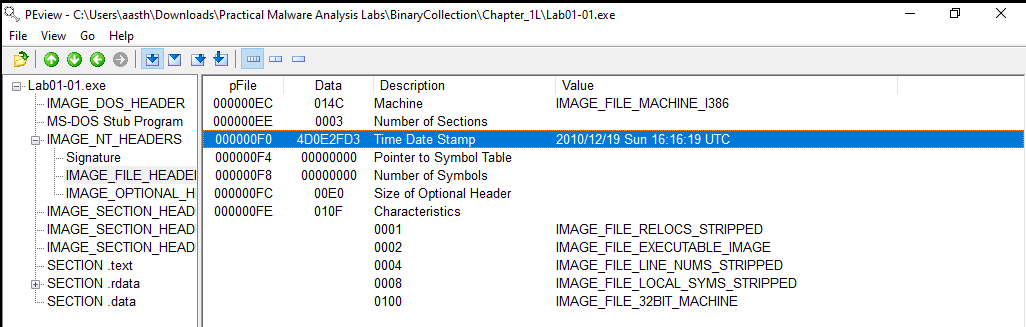 PEview - C:\Users\aasth\Downloads\Practical Malware Analysis Labs\BinaryCollection\Chapter_1L\Lab01-01.exe
File View Go Help
Lab01-01.exe
IMAGE_DOS_HEADER
MS-DOS Stub Program
IMAGE_NT_HEADERS
Signature
IMAGE_FILE_HEADE
IMAGE_OPTIONAL_H
IMAGE_SECTION_HEAD
IMAGE_SECTION_HEAD
IMAGE_SECTION_HEAD
SECTION .text
SECTION .rdata
SECTION .data
pFile Data Description Value
000000EC 014C Machine IMAGE_FILE_MACHINE_I386
000000EE 0003 Number of Sections
000000F0 4D0E2FD3 Time Date Stamp 2010/12/19 Sun 16:16:19 UTC
000000F4 00000000 Pointer to Symbol Table
000000F8 00000000 Number of Symbols
000000FC 00E0 Size of Optional Header
000000FE 010F Characteristics
0001 IMAGE_FILE_RELOCS_STRIPPED
0002 IMAGE_FILE_EXECUTABLE_IMAGE
0004 IMAGE_FILE_LINE_NUMS_STRIPPED
0008 IMAGE_FILE_LOCAL_SYMS_STRIPPED
0100 IMAGE_FILE_32BIT_MACHINE